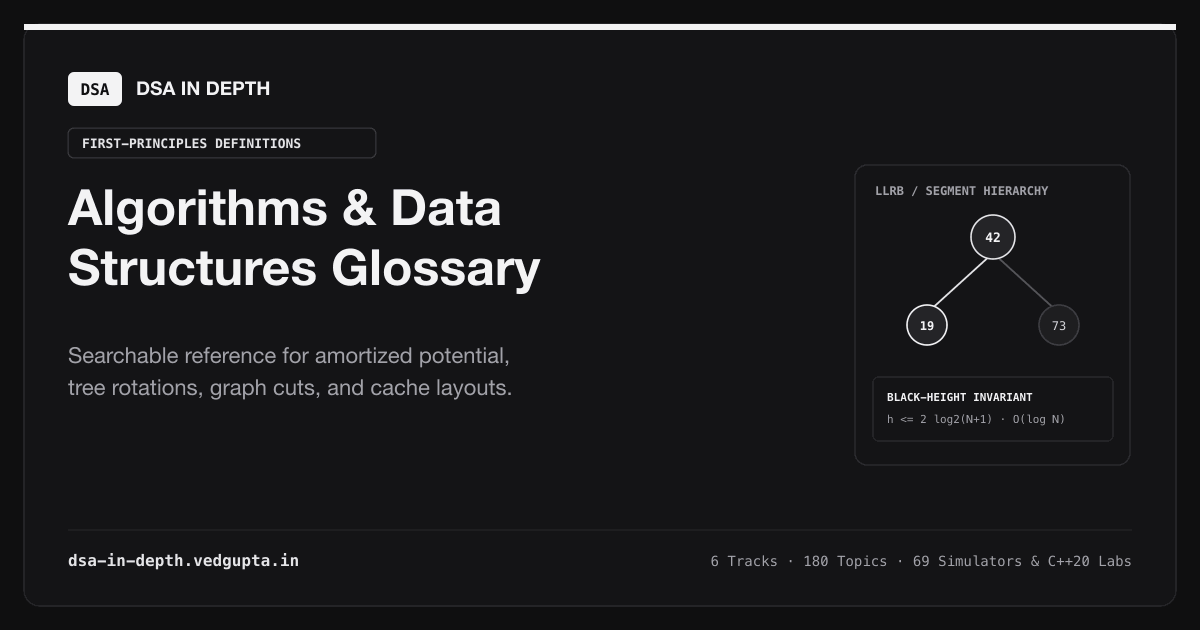 DSA
DSA IN DEPTH
FIRST-PRINCIPLES DEFINITIONS
Algorithms & Data
Structures Glossary
Searchable reference for amortized potential,
tree rotations, graph cuts, and cache layouts.
LLRB / SEGMENT HIERARCHY
42
19
73
BLACK-HEIGHT INVARIANT
h <= 2 log2(N+1) · O(log N)
dsa-in-depth.vedgupta.in
6 Tracks · 180 Topics · 69 Simulators & C++20 Labs